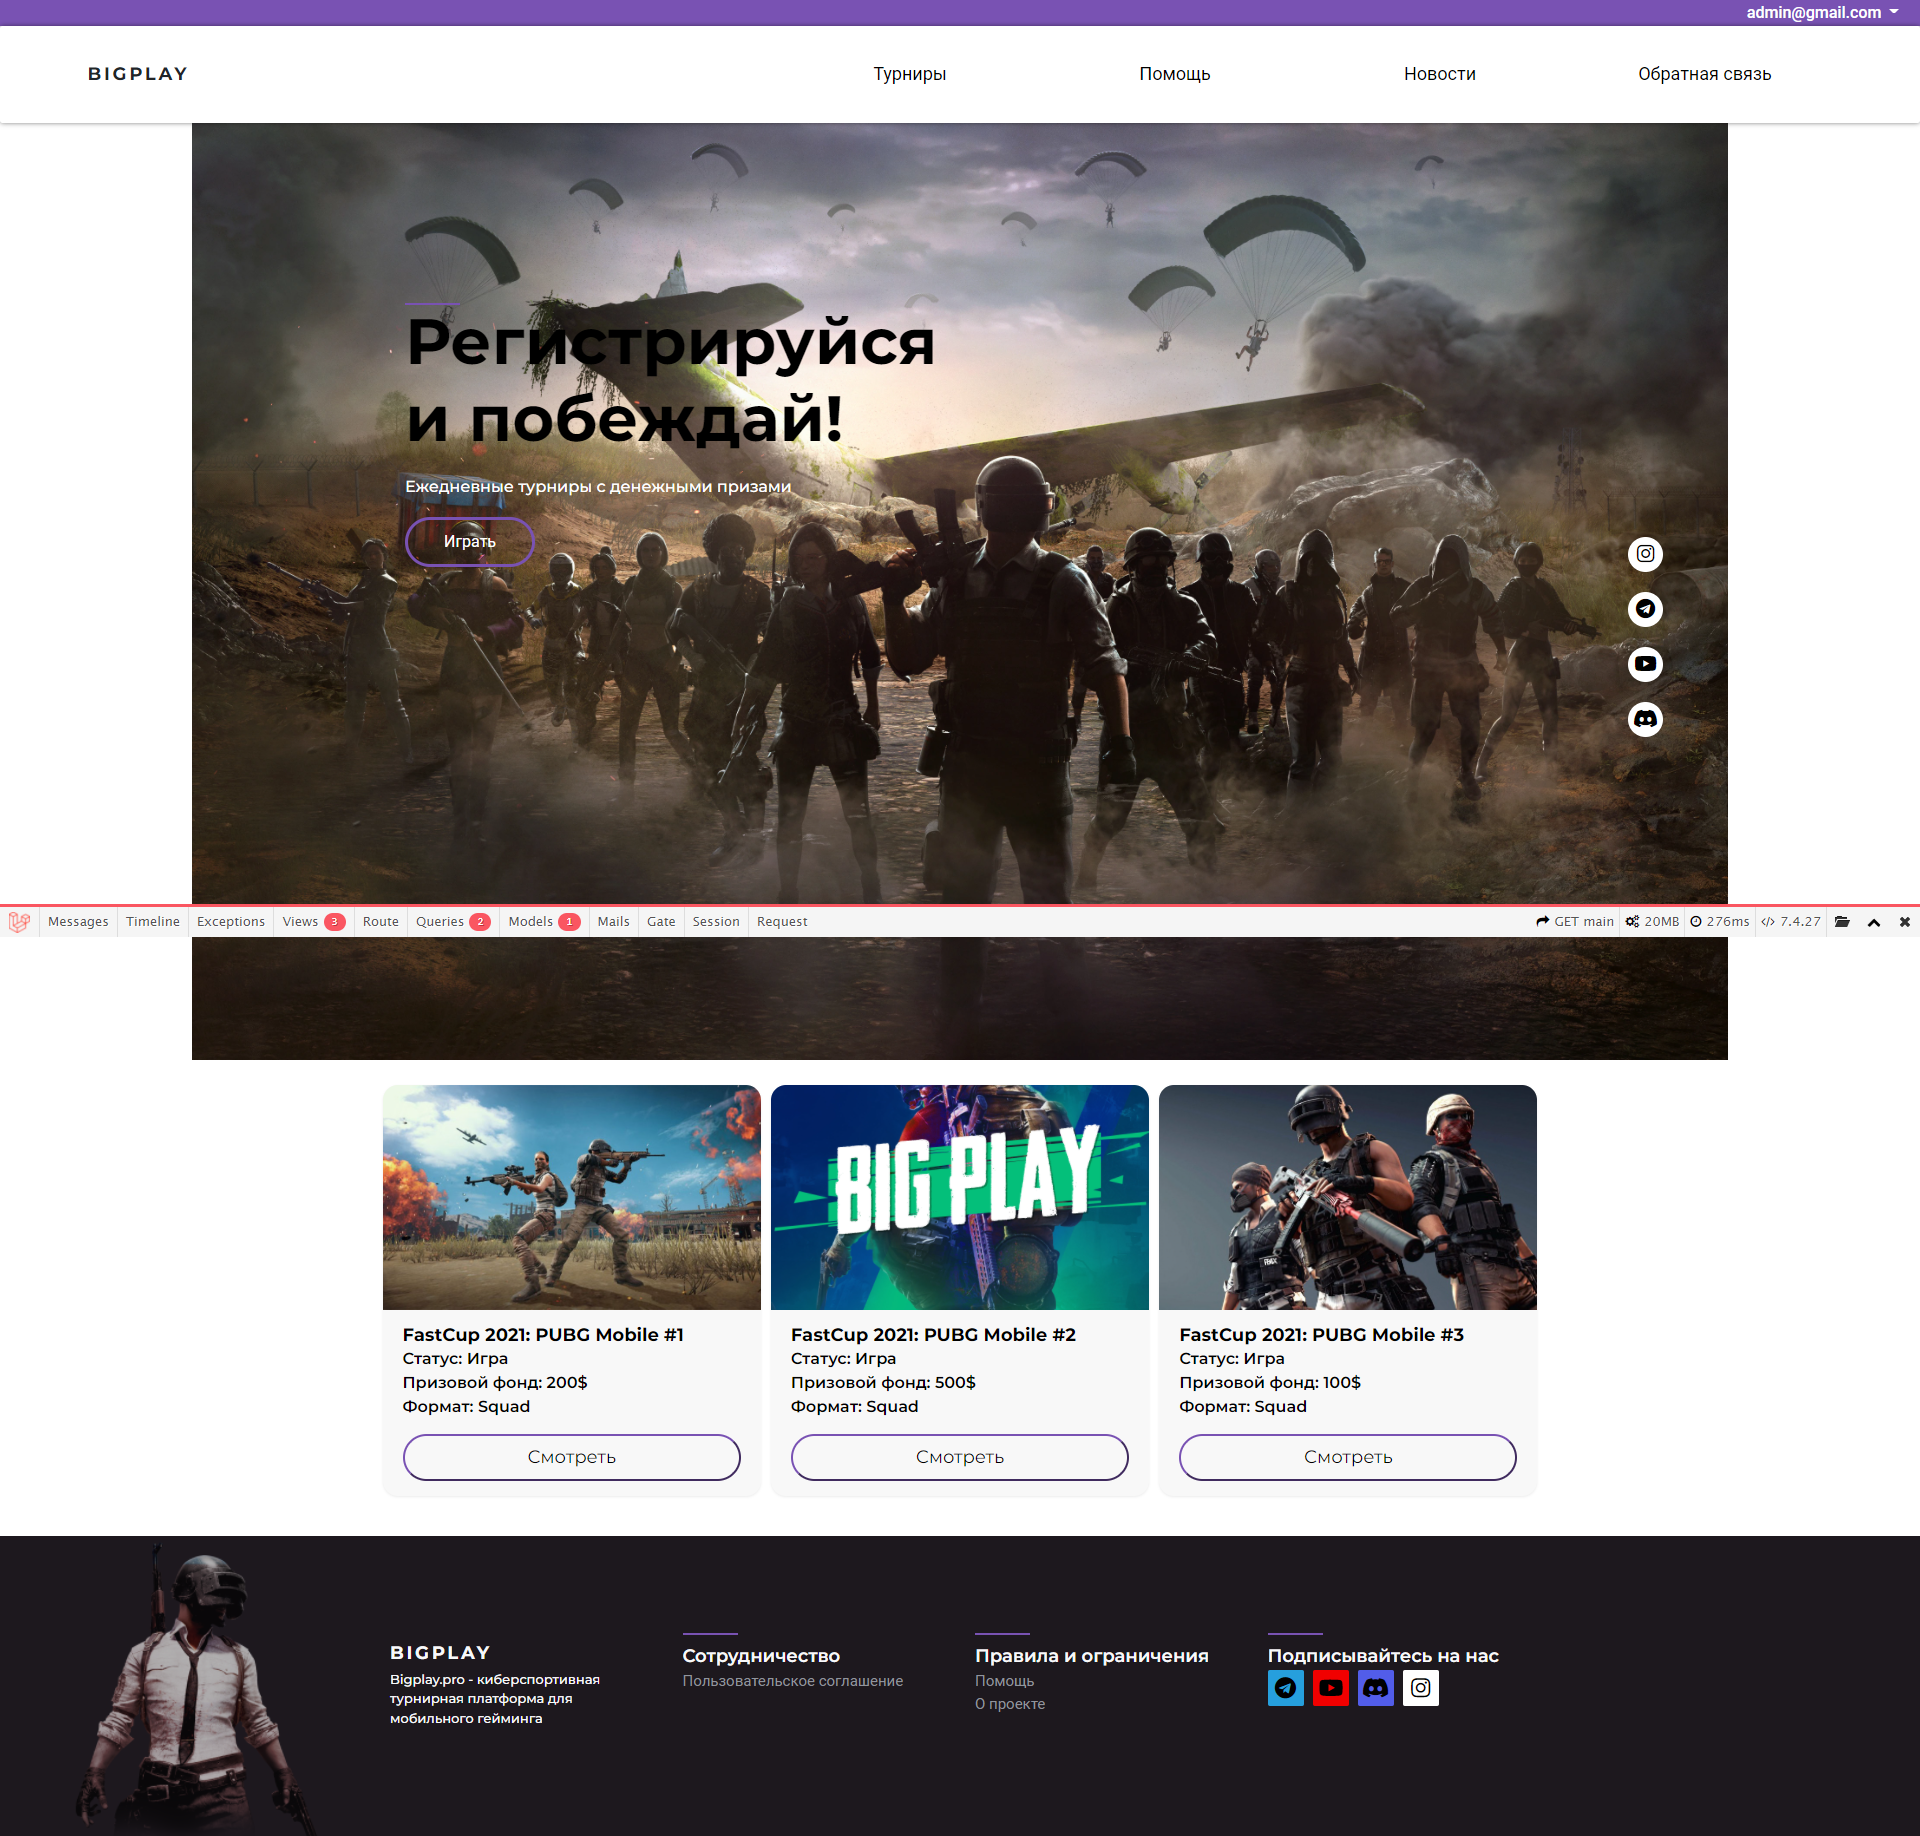 admin@gmail.com
BIGPLAY
Турниры
Помощь
Новости
Обратная связь
Регистрируйся
и побеждай!
Ежедневные турниры с денежными призами
Играть
Messages Timeline Exceptions Views 3 Route Queries 2 Models 1 Mails Gate Session Request GET main 20MB 276ms 7.4.27
BIG PLAY
FastCup 2021: PUBG Mobile #1
Статус: Игра
Призовой фонд: 200$
Формат: Squad
Смотреть
FastCup 2021: PUBG Mobile #2
Статус: Игра
Призовой фонд: 500$
Формат: Squad
Смотреть
FastCup 2021: PUBG Mobile #3
Статус: Игра
Призовой фонд: 100$
Формат: Squad
Смотреть
BIGPLAY
Bigplay.pro - киберспортивная
турнирная платформа для
мобильного гейминга
Сотрудничество
Пользовательское соглашение
Правила и ограничения
Помощь
О проекте
Подписывайтесь на нас